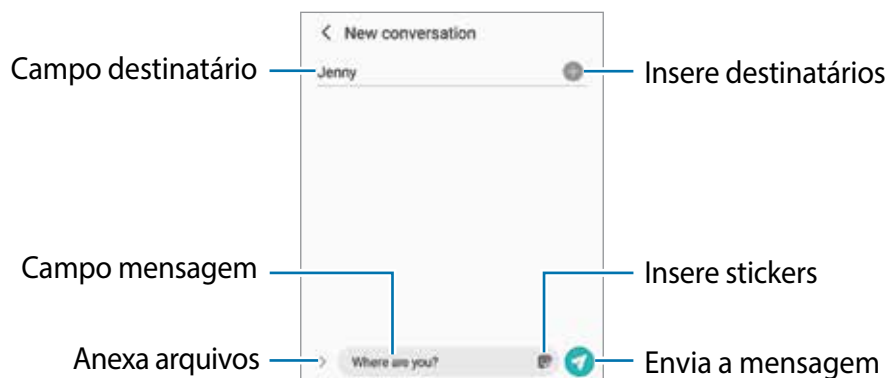 New conversation
Campo destinatário
Jenny
Insere destinatários
Campo mensagem
Insere stickers
Anexa arquivos
Where are you?
Envia a mensagem